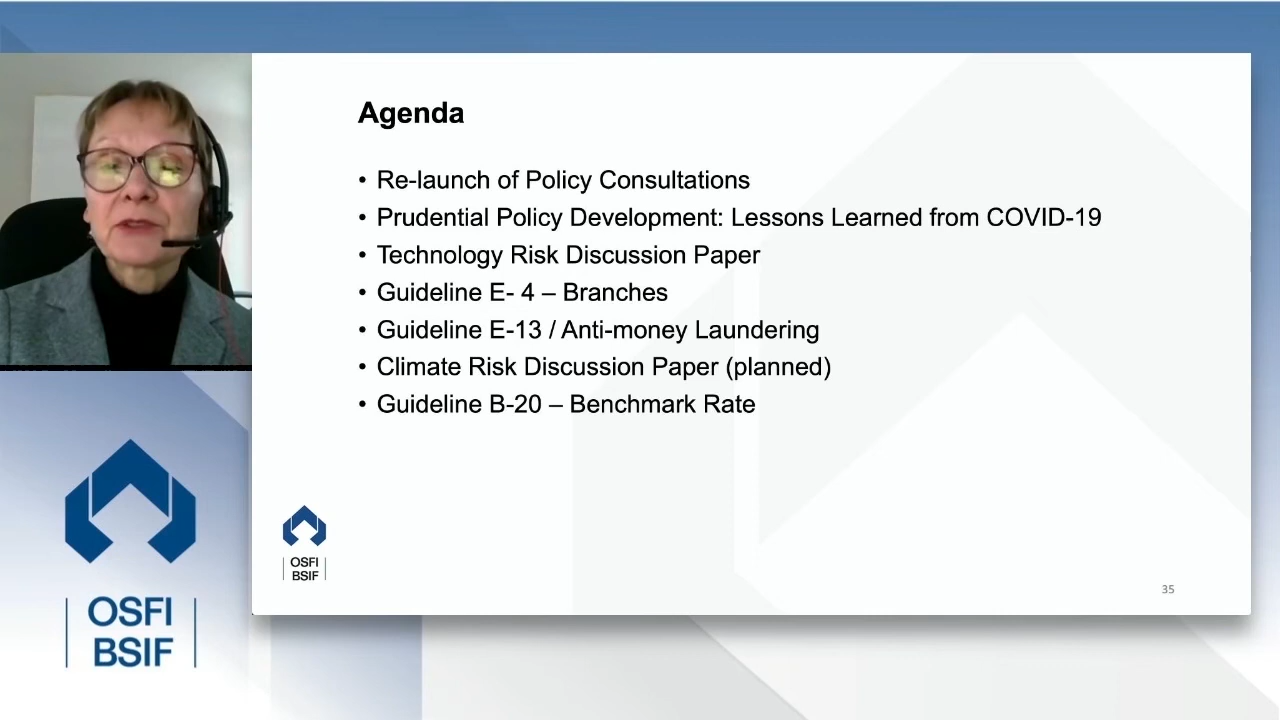 Agenda
• Re-launch of Policy Consultations
• Prudential Policy Development: Lessons Learned from COVID-19
• Technology Risk Discussion Paper
• Guideline E- 4 – Branches
• Guideline E-13 / Anti-money Laundering
• Climate Risk Discussion Paper (planned)
• Guideline B-20 – Benchmark Rate
OSFI
BSIF
35
OSFI
BSIF